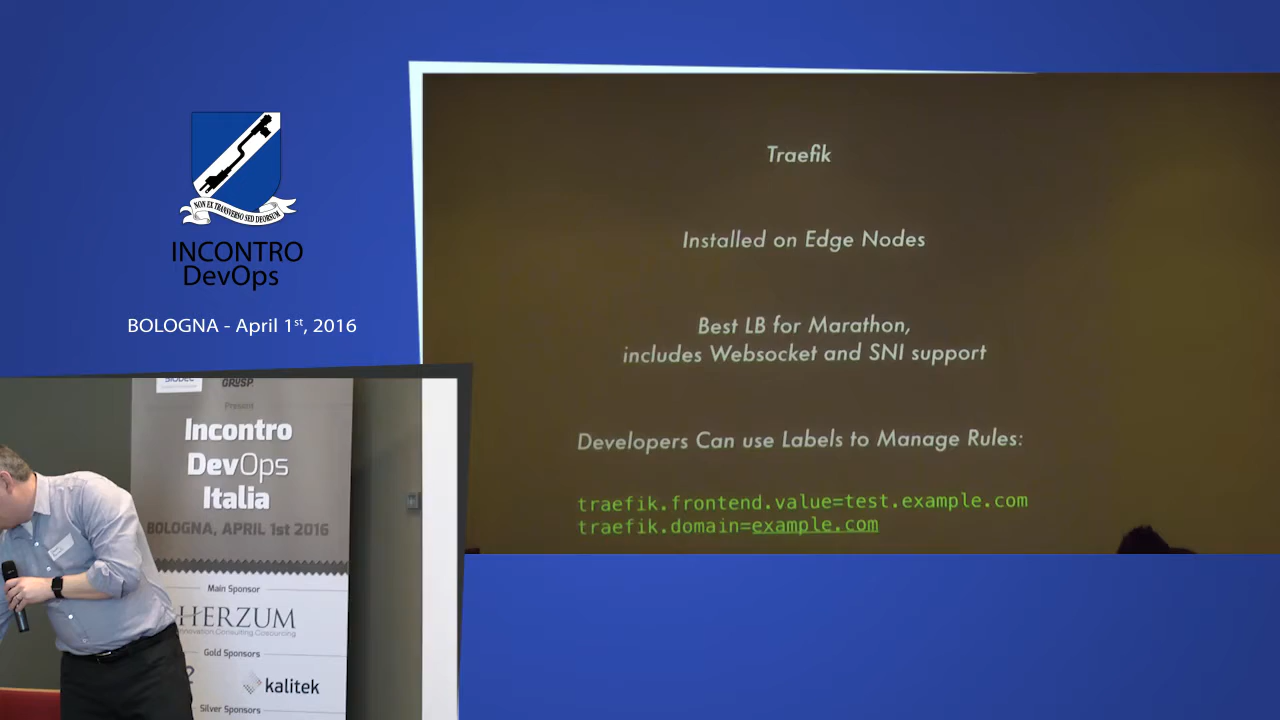 NON EX TRANSVERSO SED DEORSUM
INCONTRO
DevOps
BOLOGNA - April 1st, 2016
Traefik
Installed on Edge Nodes
Best LB for Marathon,
includes Websocket and SNI support
Developers Can use Labels to Manage Rules:
traefik.frontend.value=test.example.com
traefik.domain=example.com
GRUSP
Present
Incontro
DevOps
Italia
BOLOGNA, APRIL 1st 2016
Main Sponsor
HERZUM
Innovation Consulting Cosourcing
Gold Sponsors
kalitek
Silver Sponsors